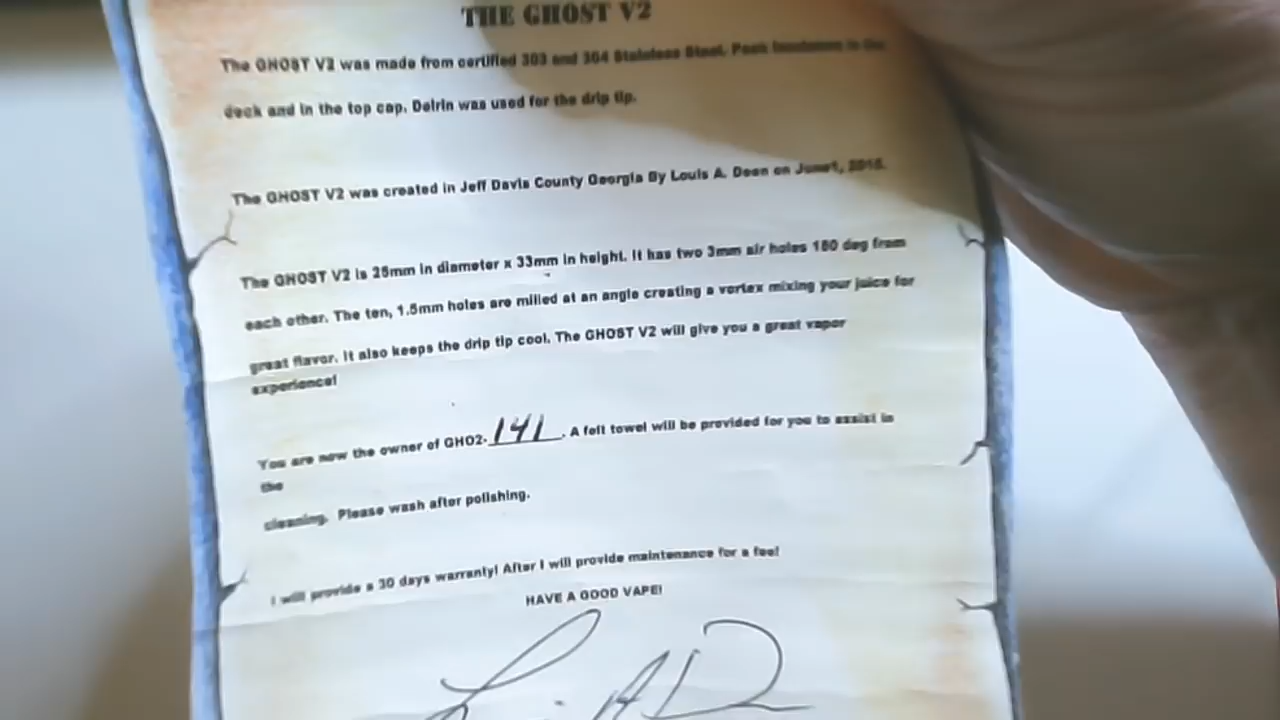 THE GHOST V2
The GHOST V2 was made from certified 303 and 304 Stainless Steel. Peek Insulators in the
deck and in the top cap. Delrin was used for the drip tip.
The GHOST V2 was created in Jeff Davis County Georgia By Louis A. Deen on
The GHOST V2 is 25mm in diameter x 33mm in height. It has two 3mm air holes 180 deg from
each other. The ten, 1.5mm holes are milled at an angle creating a vortex mixing your juice for
great flavor. It also keeps the drip tip cool. The GHOST V2 will give you a great vapor
experience!
You are now the owner of GHO2-141. A felt towel will be provided for you to assist in
the
cleaning. Please wash after polishing.
I will provide a 30 days warranty! After I will provide maintenance for a fee!
HAVE A GOOD VAPE!